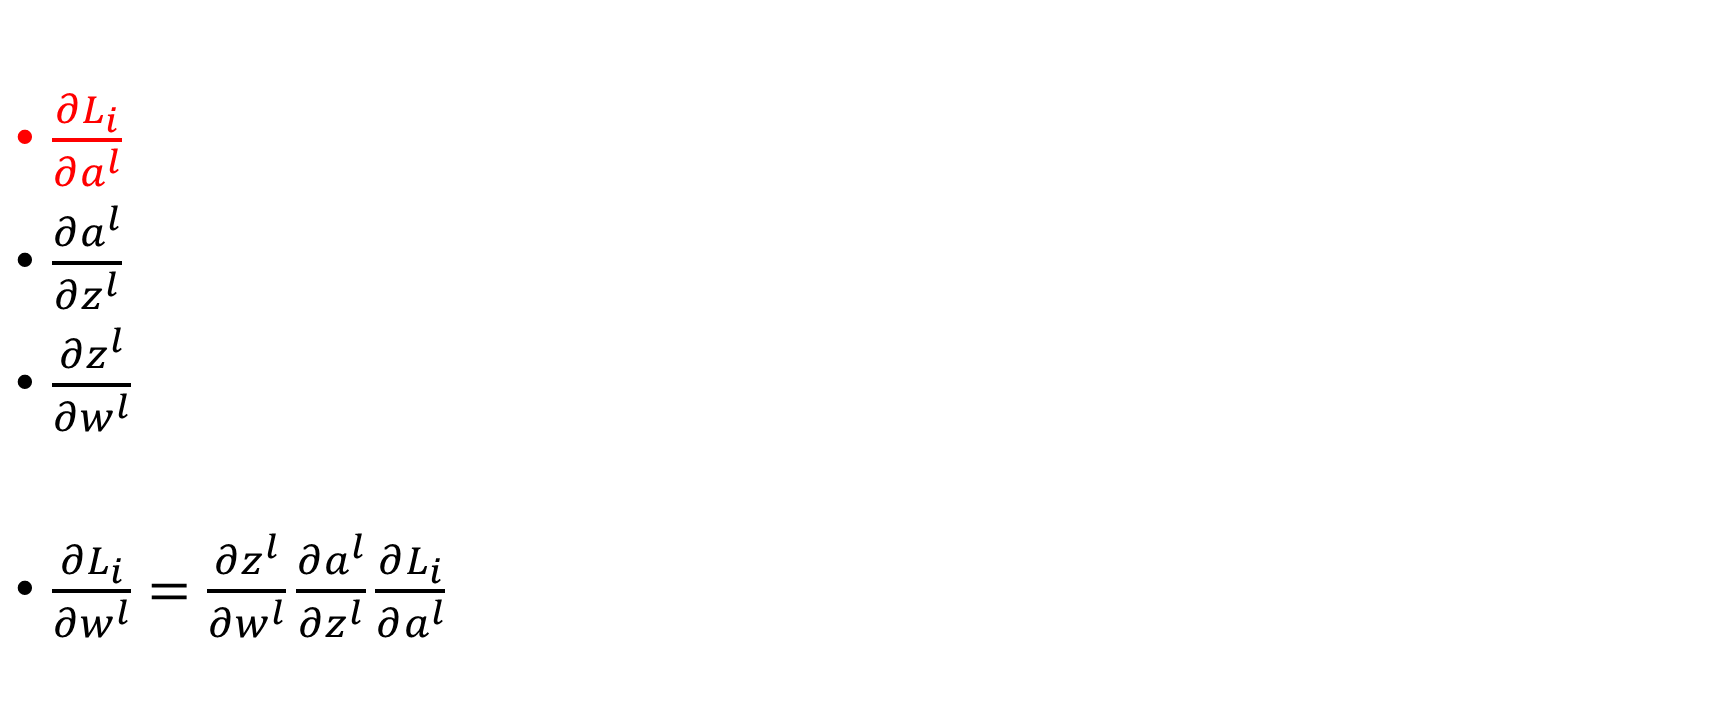 • ∂L_i/∂a^l
• ∂a^l/∂z^l
• ∂z^l/∂w^l
• ∂L_i/∂w^l = ∂z^l/∂w^l ∂a^l/∂z^l ∂L_i/∂a^l